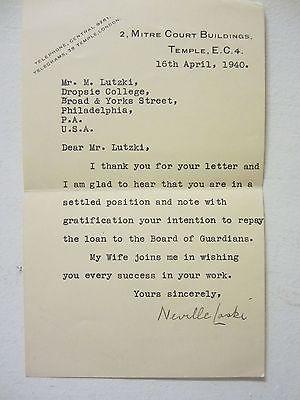 TELEPHONE, CENTRAL 9761.
TELEGRAMS, 79 TEMPLE, LONDON.
2, MITRE COURT BUILDINGS,
TEMPLE, E.C.4.
16th April, 1940.
Mr. M. Lutzki,
Dropsie College,
Broad & Yorks Street,
Philadelphia,
P.A.
U.S.A.
Dear Mr. Lutzki,
I thank you for your letter and
I am glad to hear that you are in a
settled position and note with
gratification your intention to repay
the loan to the Board of Guardians.
My Wife joins me in wishing
you every success in your work.
Yours sincerely,
Neville Laski